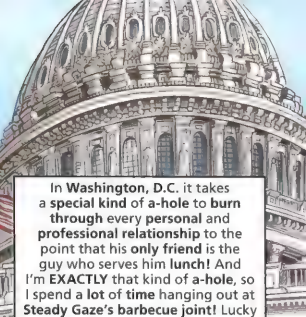 In Washington, D.C. it takes
a special kind of a-hole to burn
through every personal and
professional relationship to the
point that his only friend is the
guy who serves him lunch! And
I'm EXACTLY that kind of a-hole, so
I spend a lot of time hanging out at
Steady Gaze's barbecue joint! Lucky